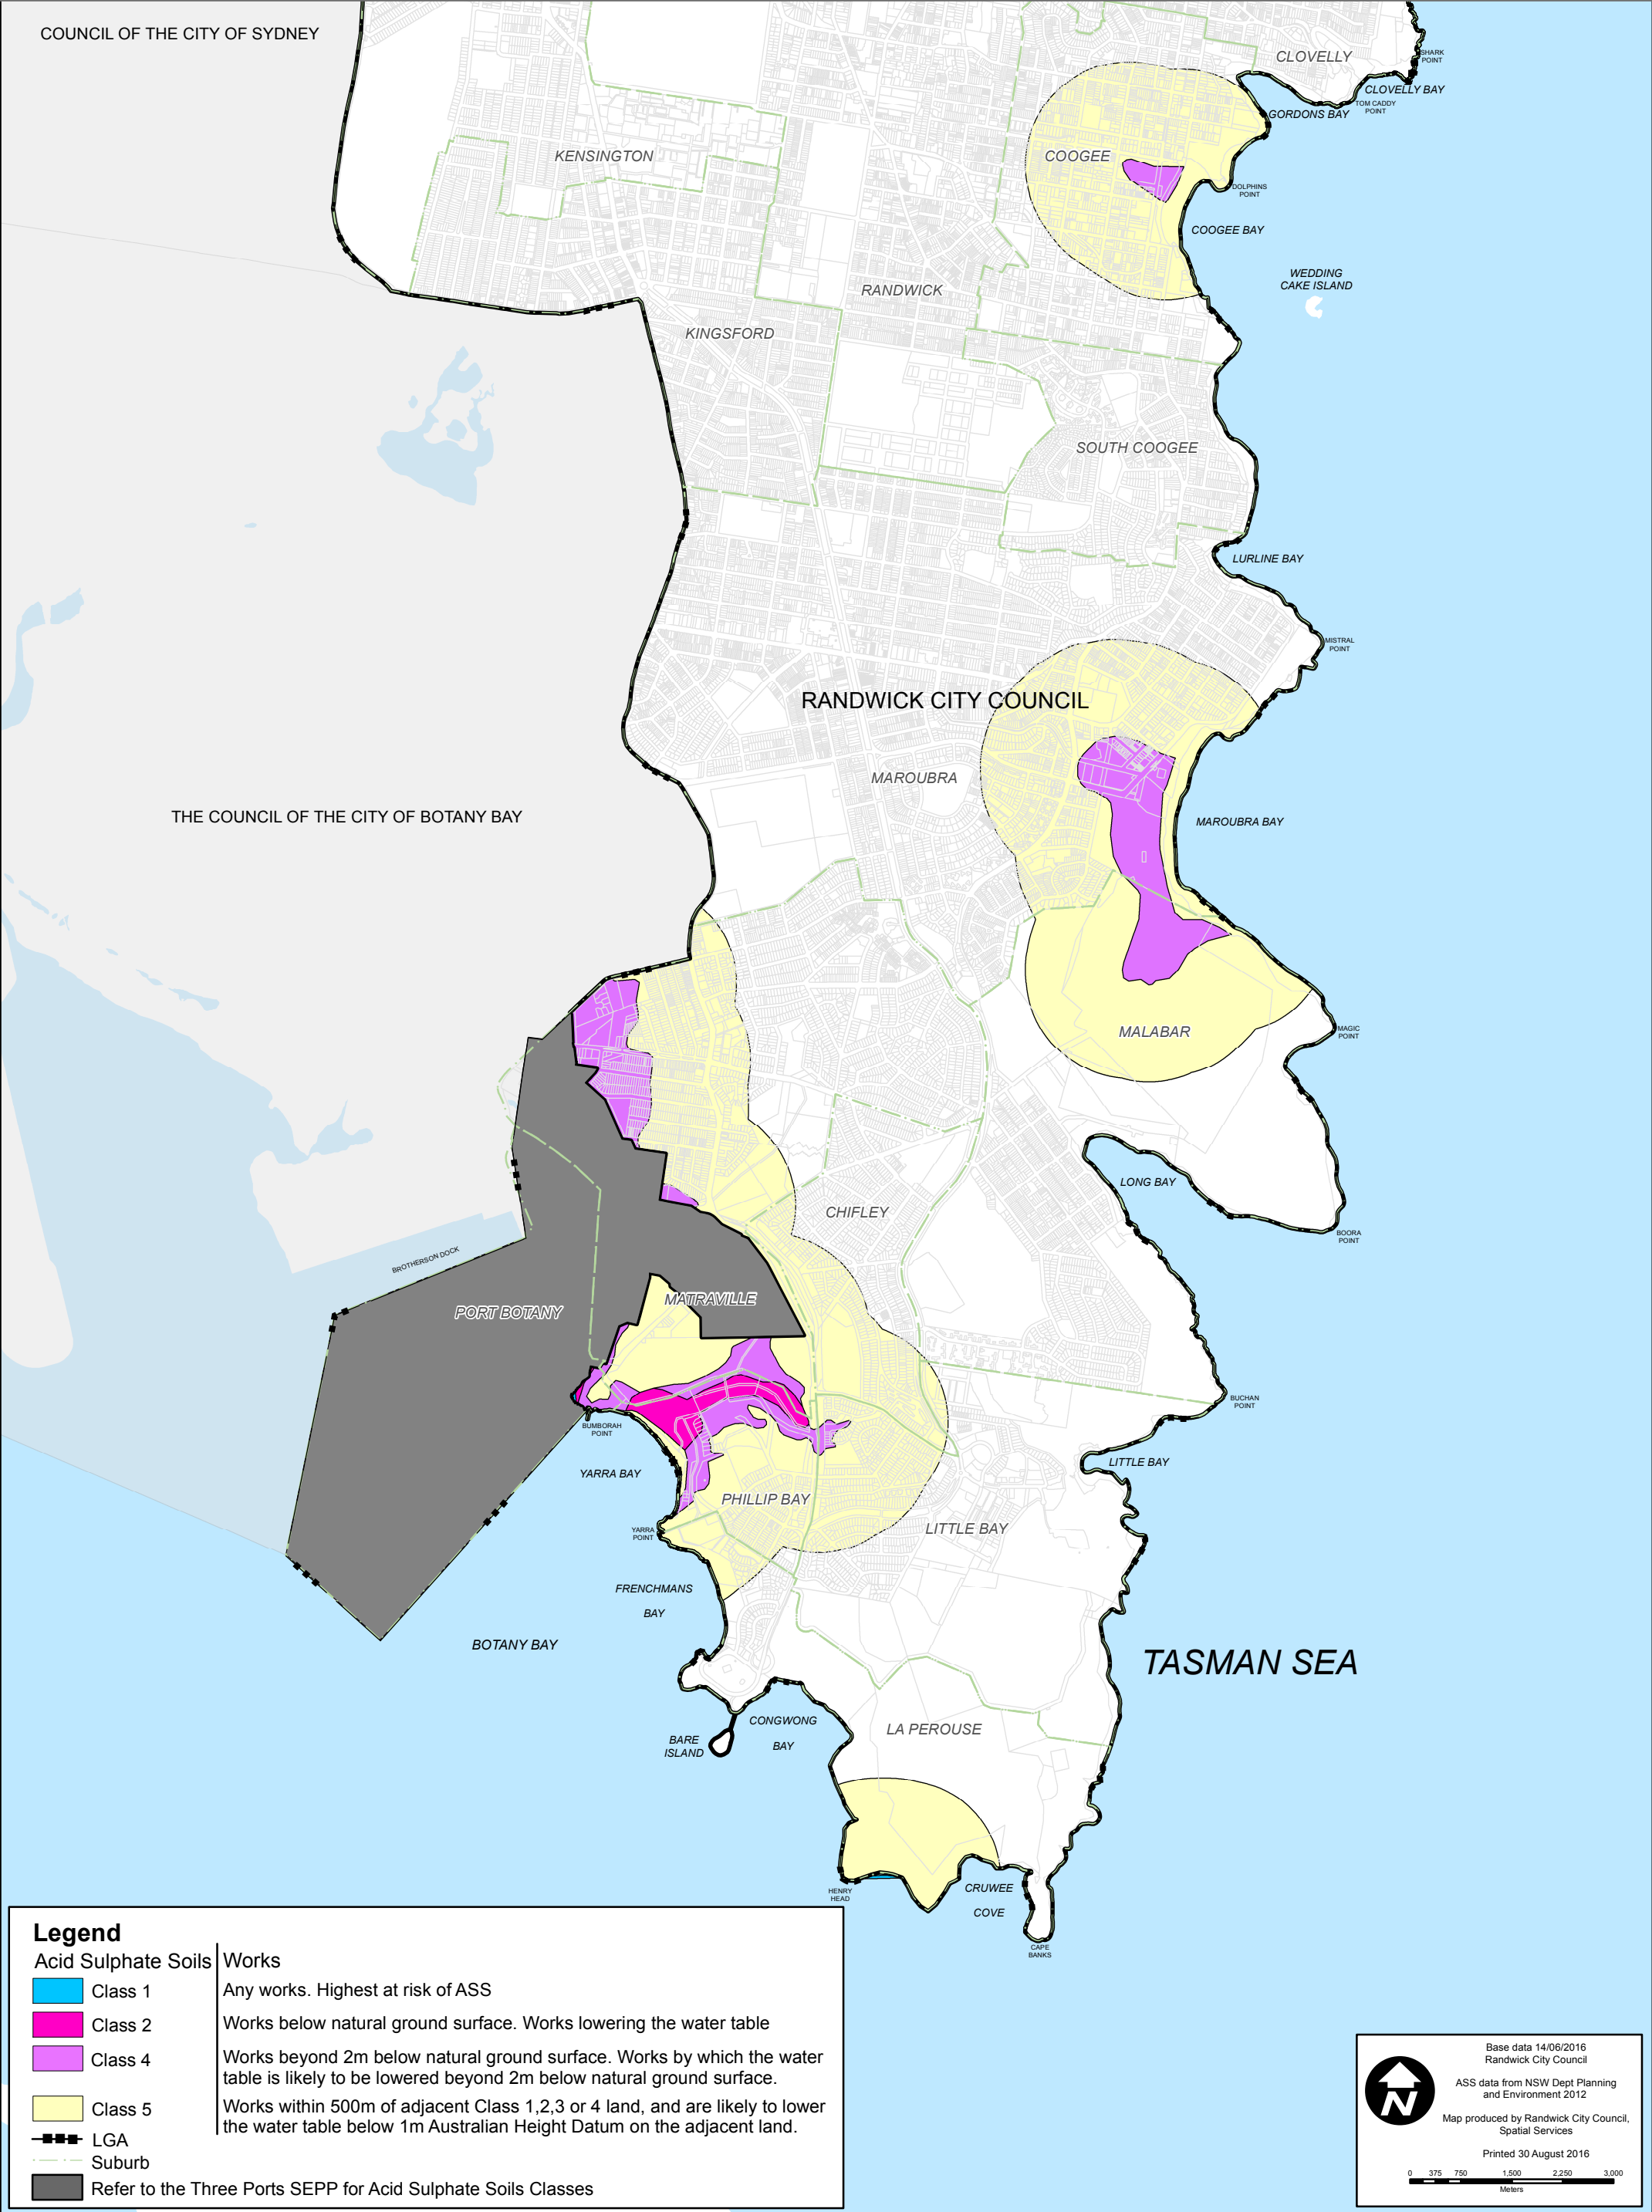 COUNCIL OF THE CITY OF SYDNEY
CLOVELLY
SHARK
POINT
CLOVELLY BAY
TOM CADDY
POINT
GORDONS BAY
KENSINGTON
COOGEE
DOLPHINS
POINT
COOGEE BAY
WEDDING
CAKE ISLAND
RANDWICK
KINGSFORD
SOUTH COOGEE
LURLINE BAY
MISTRAL
POINT
RANDWICK CITY COUNCIL
MAROUBRA
THE COUNCIL OF THE CITY OF BOTANY BAY
MAROUBRA BAY
MALABAR
MAGIC
POINT
LONG BAY
CHIFLEY
BOORA
POINT
BROTHERSON DOCK
MATRAVILLE
PORT BOTANY
BUCHAN
POINT
BUMBORAH
POINT
YARRA BAY
LITTLE BAY
PHILLIP BAY
YARRA
POINT
LITTLE BAY
FRENCHMANS
BAY
BOTANY BAY
TASMAN SEA
CONGWONG
BAY
LA PEROUSE
BARE
ISLAND
HENRY
HEAD
CRUWEE
COVE
CAPE
BANKS
Legend
Acid Sulphate Soils Works
Class 1 Any works. Highest at risk of ASS
Class 2 Works below natural ground surface. Works lowering the water table
Class 4 Works beyond 2m below natural ground surface. Works by which the water
table is likely to be lowered beyond 2m below natural ground surface.
Class 5 Works within 500m of adjacent Class 1,2,3 or 4 land, and are likely to lower
the water table below 1m Australian Height Datum on the adjacent land.
LGA
Suburb
Refer to the Three Ports SEPP for Acid Sulphate Soils Classes
N
Base data 14/06/2016
Randwick City Council
ASS data from NSW Dept Planning
and Environment 2012
Map produced by Randwick City Council,
Spatial Services
Printed 30 August 2016
0 375 750 1,500 2,250 3,000
Meters